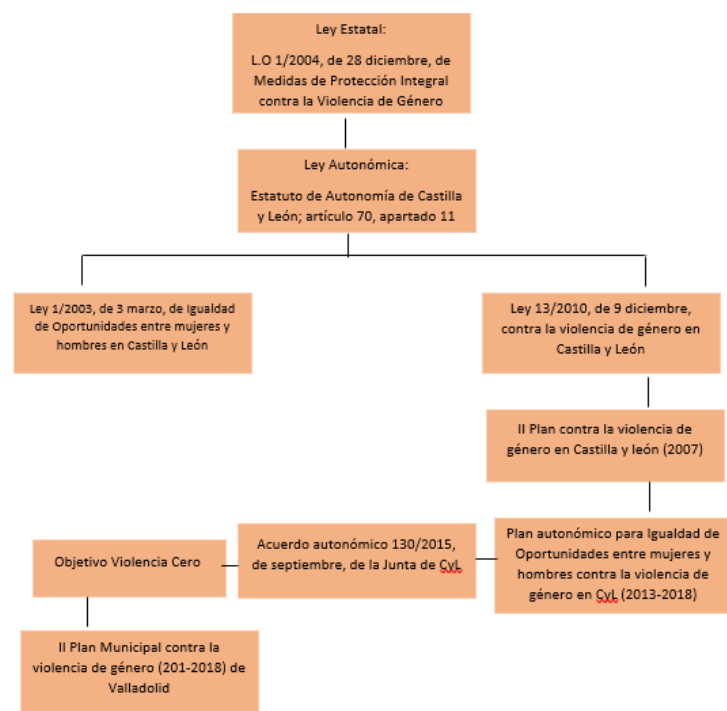 Ley Estatal:
L.O 1/2004, de 28 diciembre, de
Medidas de Protección Integral
contra la Violencia de Género
Ley Autonómica:
Estatuto de Autonomía de Castilla
y León; artículo 70, apartado 11
Ley 1/2003, de 3 marzo, de Igualdad
de Oportunidades entre mujeres y
hombres en Castilla y León
Ley 13/2010, de 9 diciembre,
contra la violencia de género en
Castilla y León
II Plan contra la violencia de
género en Castilla y león (2007)
Plan autonómico para Igualdad de
Oportunidades entre mujeres y
hombres contra la violencia de
género en CyL (2013-2018)
Acuerdo autonómico 130/2015,
de septiembre, de la Junta de CyL
Objetivo Violencia Cero
II Plan Municipal contra la
violencia de género (201-2018) de
Valladolid